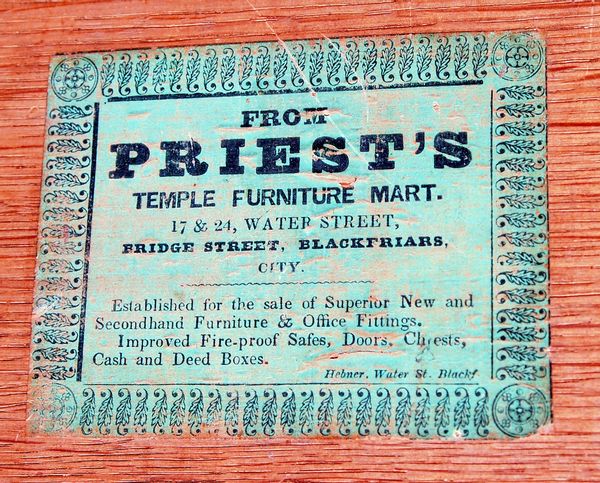 FROM
PRIEST'S
TEMPLE FURNITURE MART.
17 & 24, WATER STREET,
BRIDGE STREET, BLACKFRIARS,
CITY.
Established for the sale of Superior New and
Secondhand Furniture & Office Fittings.
Improved Fire-proof Safes, Doors, Chests,
Cash and Deed Boxes.
Hebner, Water St. Blackf